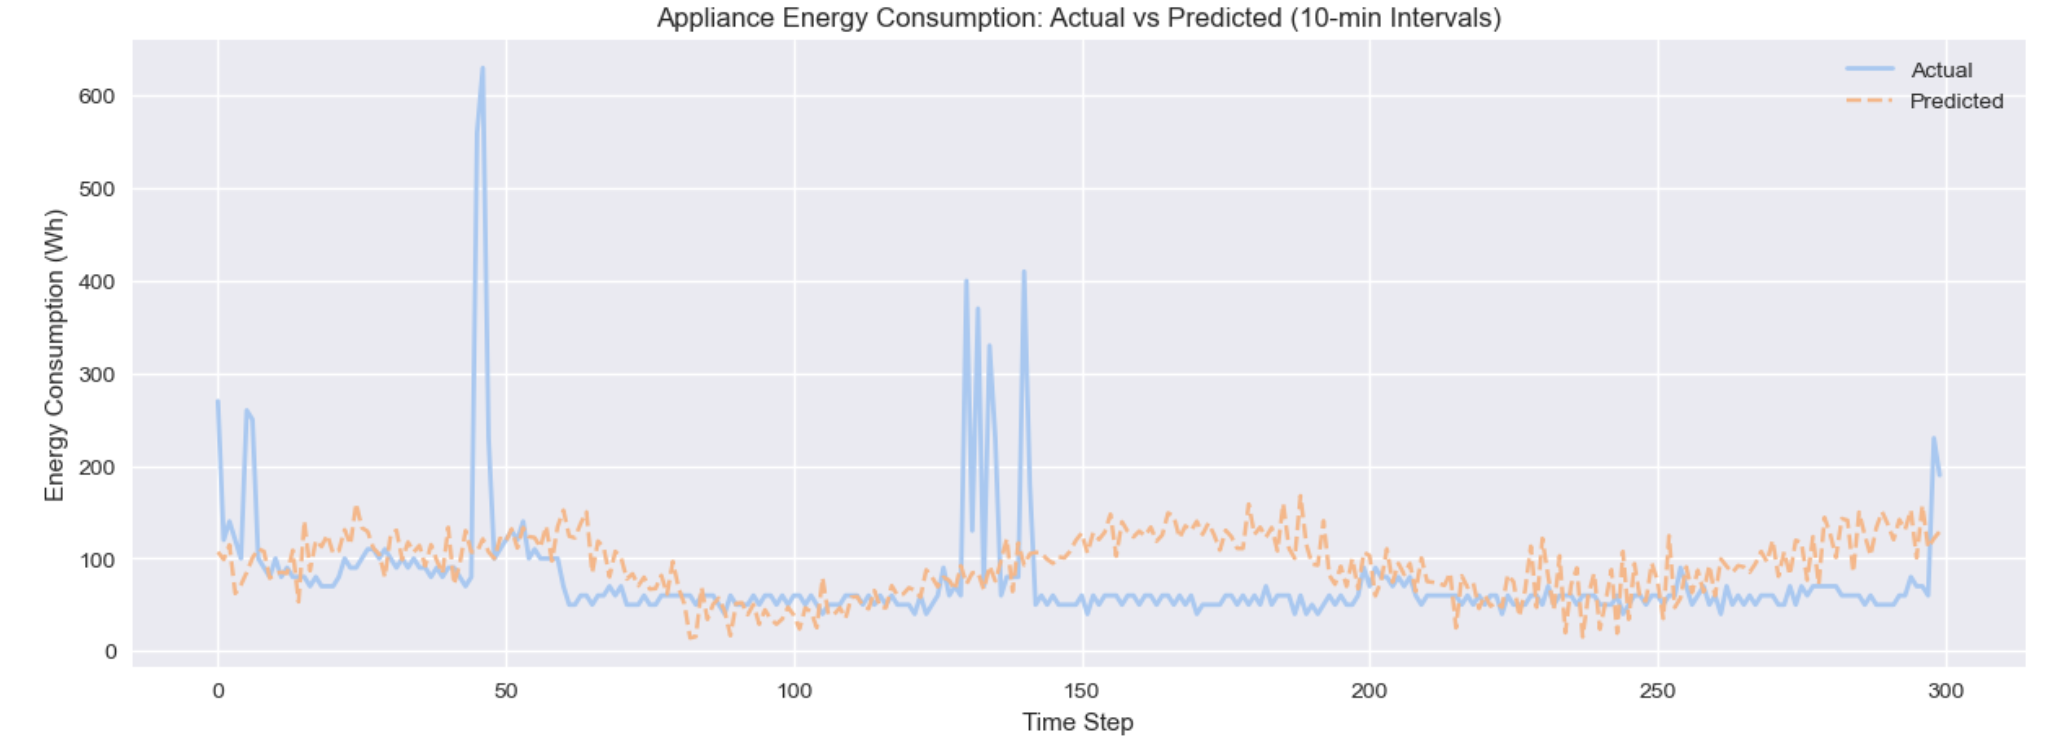 Appliance Energy Consumption: Actual vs Predicted (10-min Intervals)
Actual
Predicted
Energy Consumption (Wh)
600
500
400
300
200
100
0
0 50 100 150 200 250 300
Time Step